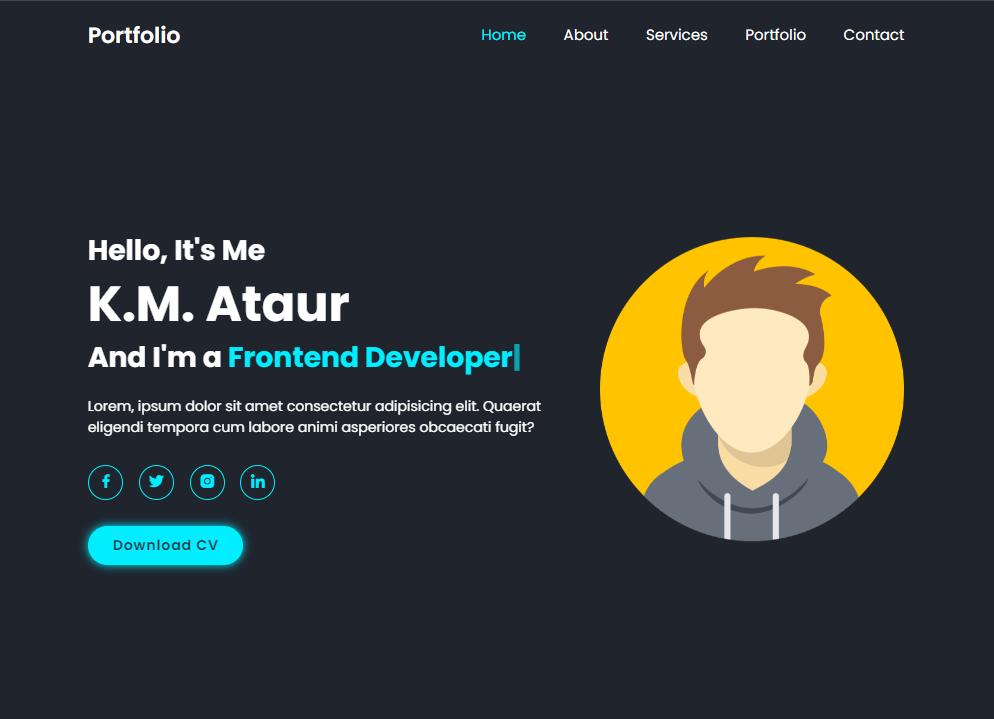 Portfolio
Home About Services Portfolio Contact
Hello, It's Me
K.M. Ataur
And I'm a Frontend Developer
Lorem, ipsum dolor sit amet consectetur adipisicing elit. Quaerat
eligendi tempora cum labore animi asperiores obcaecati fugit?
Download CV